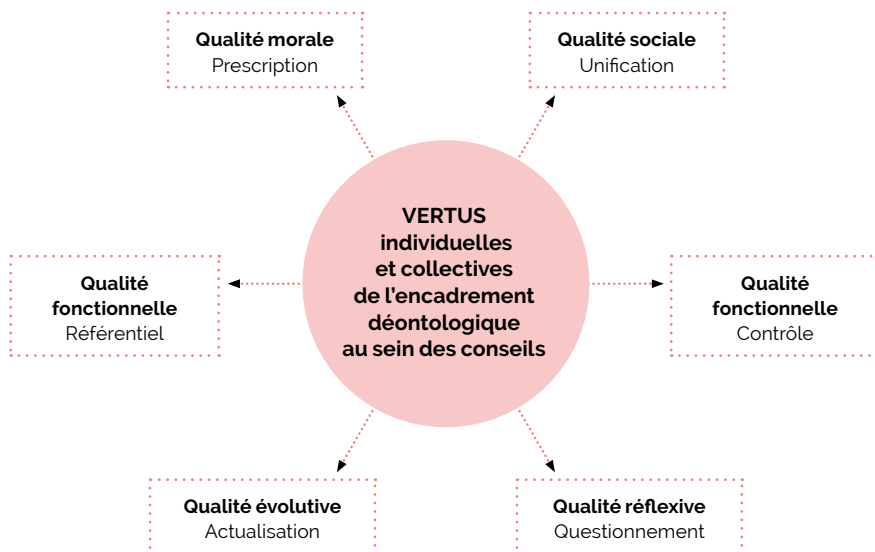 Qualité morale
Prescription
Qualité sociale
Unification
VERTUS
individuelles
et collectives
de l’encadrement
déontologique
au sein des conseils
Qualité
fonctionnelle
Référentiel
Qualité
fonctionnelle
Contrôle
Qualité évolutive
Actualisation
Qualité réflexive
Questionnement